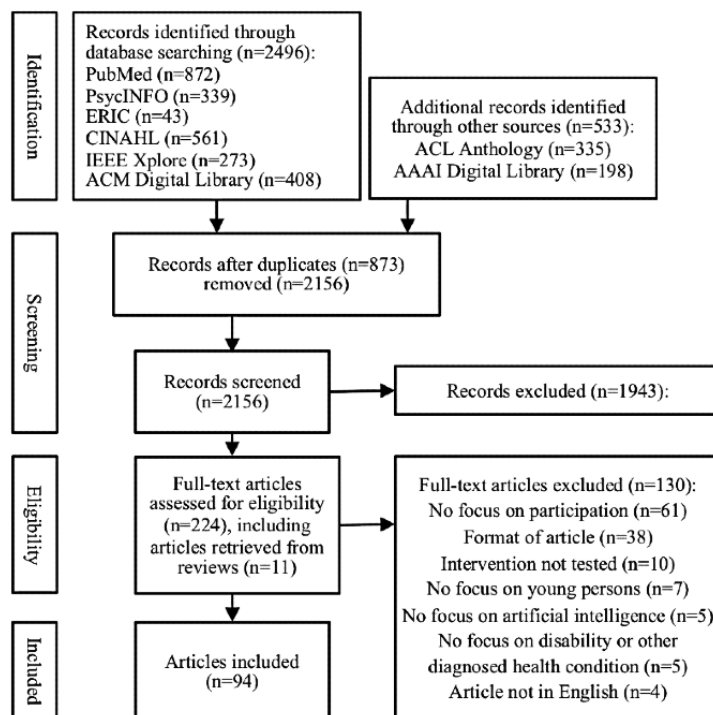 Identification
Records identified through
database searching (n=2496):
PubMed (n=872)
PsycINFO (n=339)
ERIC (n=43)
CINAHL (n=561)
IEEE Xplore (n=273)
ACM Digital Library (n=408)
Additional records identified
through other sources (n=533):
ACL Anthology (n=335)
AAAI Digital Library (n=198)
Screening
Records after duplicates (n=873)
removed (n=2156)
Records screened
(n=2156)
Records excluded (n=1943):
Eligibility
Full-text articles
assessed for eligibility
(n=224), including
articles retrieved from
reviews (n=11)
Full-text articles excluded (n=130):
No focus on participation (n=61)
Format of article (n=38)
Intervention not tested (n=10)
No focus on young persons (n=7)
No focus on artificial intelligence (n=5)
No focus on disability or other
diagnosed health condition (n=5)
Article not in English (n=4)
Included
Articles included
(n=94)